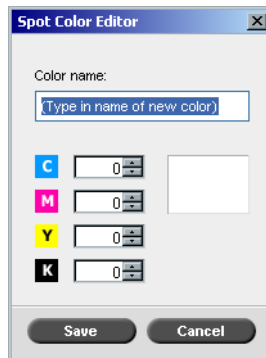 Spot Color Editor
Color name:
(Type in name of new color)
C 0
M 0
Y 0
K 0
Save Cancel